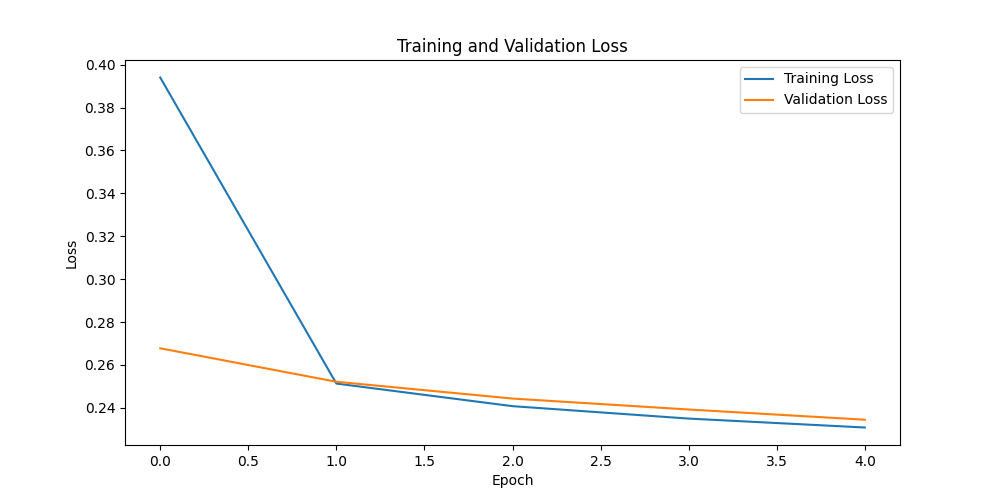 Training and Validation Loss
Training Loss
Validation Loss
Loss
0.40
0.38
0.36
0.34
0.32
0.30
0.28
0.26
0.24
0.0 0.5 1.0 1.5 2.0 2.5 3.0 3.5 4.0
Epoch